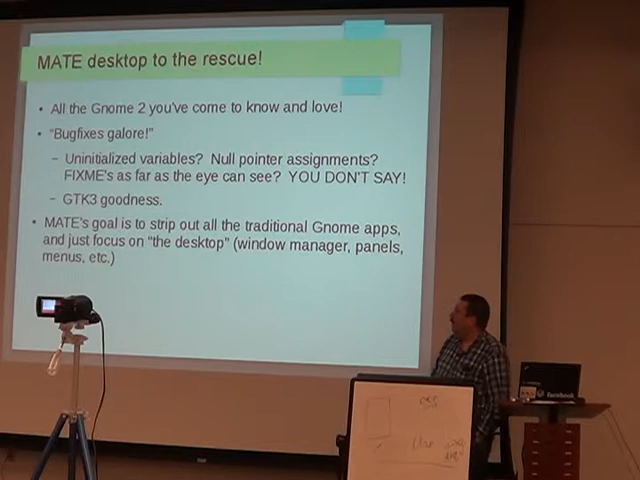 MATE desktop to the rescue!
• All the Gnome 2 you've come to know and love!
• “Bugfixes galore!”
– Uninitialized variables? Null pointer assignments?
FIXME's as far as the eye can see? YOU DON'T SAY!
– GTK3 goodness.
• MATE's goal is to strip out all the traditional Gnome apps,
and just focus on “the desktop” (window manager, panels,
menus, etc.)
facebook